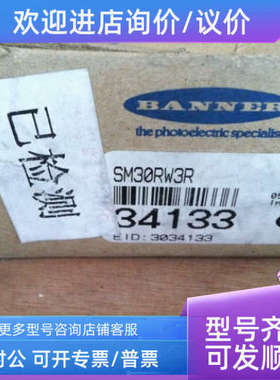 欢迎进店咨询/议价
已检测
BANNER
the photoelectric specialis
SM30RW3R
34133
EID: 3034133
更多型号咨询店铺客服
对公 可开专票/普票
型号齐
可发顺